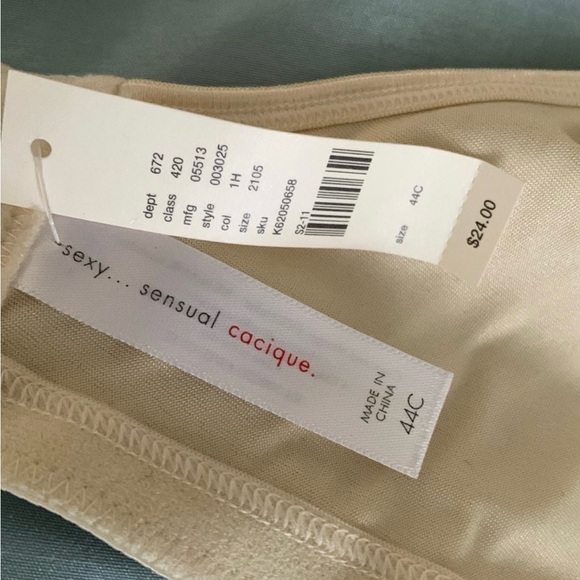 dept 672
class 420
mfg 05513
style 003025
col 1H
size 2105
sku K62050658
S2-11
size 44C
$24.00
sexy... sensual cacique.
MADE IN
CHINA
44C